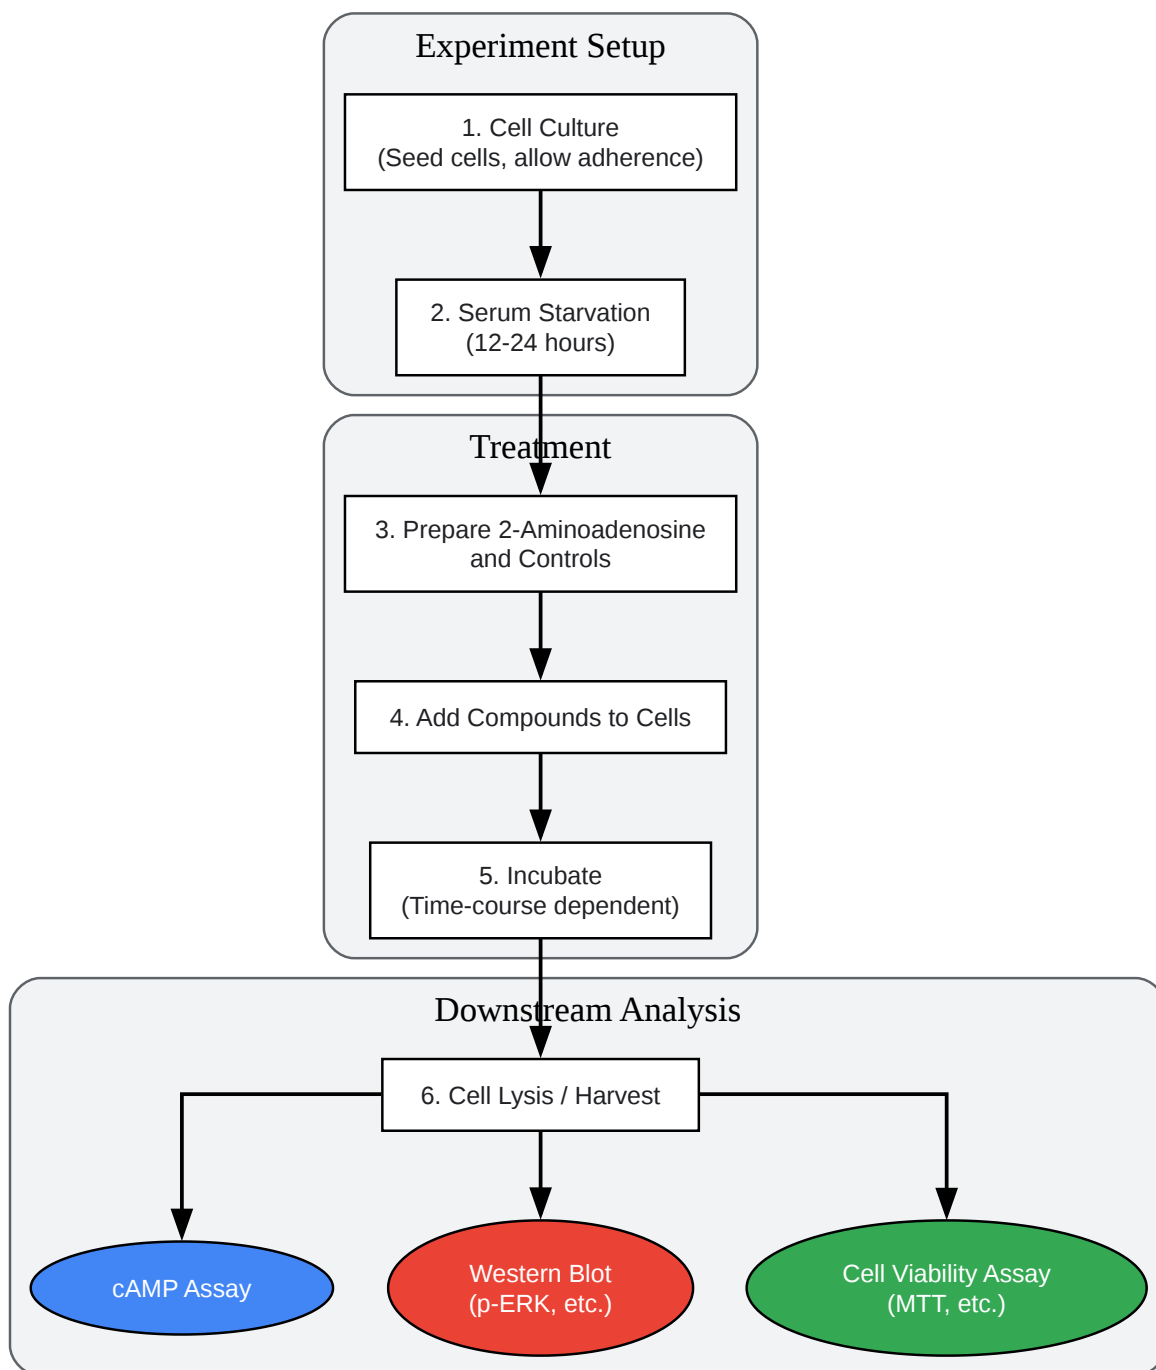 Experiment Setup
1. Cell Culture
(Seed cells, allow adherence)
2. Serum Starvation
(12-24 hours)
Treatment
3. Prepare 2-Aminoadenosine
and Controls
4. Add Compounds to Cells
5. Incubate
(Time-course dependent)
Downstream Analysis
6. Cell Lysis / Harvest
cAMP Assay
Western Blot
(p-ERK, etc.)
Cell Viability Assay
(MTT, etc.)